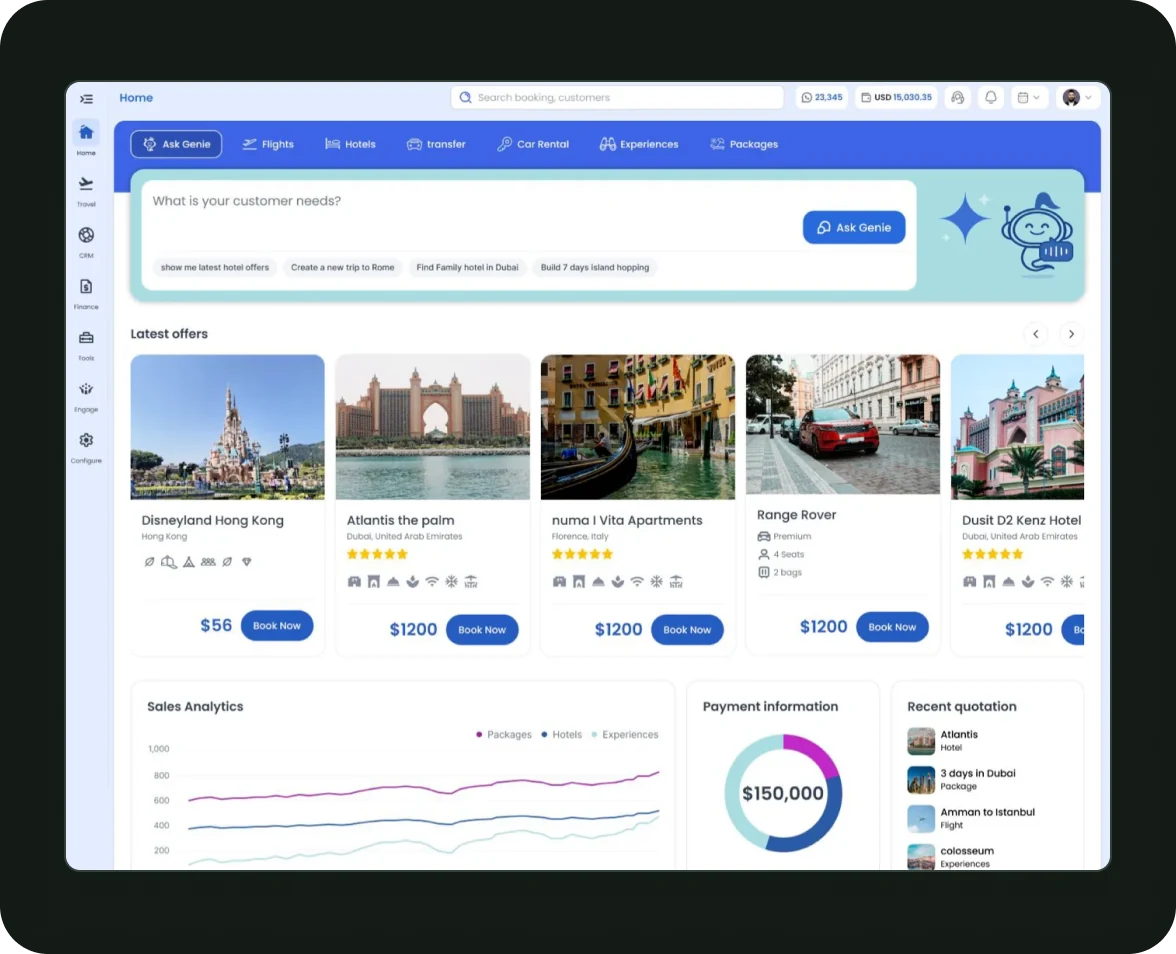 Home
Search booking, customers
23,345
USD 15,030.35
Home
Travel
CRM
Finance
Tools
Engage
Configure
Ask Genie
Flights
Hotels
transfer
Car Rental
Experiences
Packages
What is your customer needs?
Ask Genie
show me latest hotel offers
Create a new trip to Rome
Find Family hotel in Dubai
Build 7 days island hopping
Latest offers
Disneyland Hong Kong
Hong Kong
$56
Book Now
Atlantis the palm
Dubai, United Arab Emirates
$1200
Book Now
numa I Vita Apartments
Florence, Italy
$1200
Book Now
Range Rover
Premium
4 Seats
2 bags
$1200
Book Now
Dusit D2 Kenz Hotel
Dubai, United Arab Emirates
$1200
Bo
Sales Analytics
Packages
Hotels
Experiences
1,000
800
600
400
200
Payment information
$150,000
Recent quotation
Atlantis
Hotel
3 days in Dubai
Package
Amman to Istanbul
Flight
colosseum
Experiences